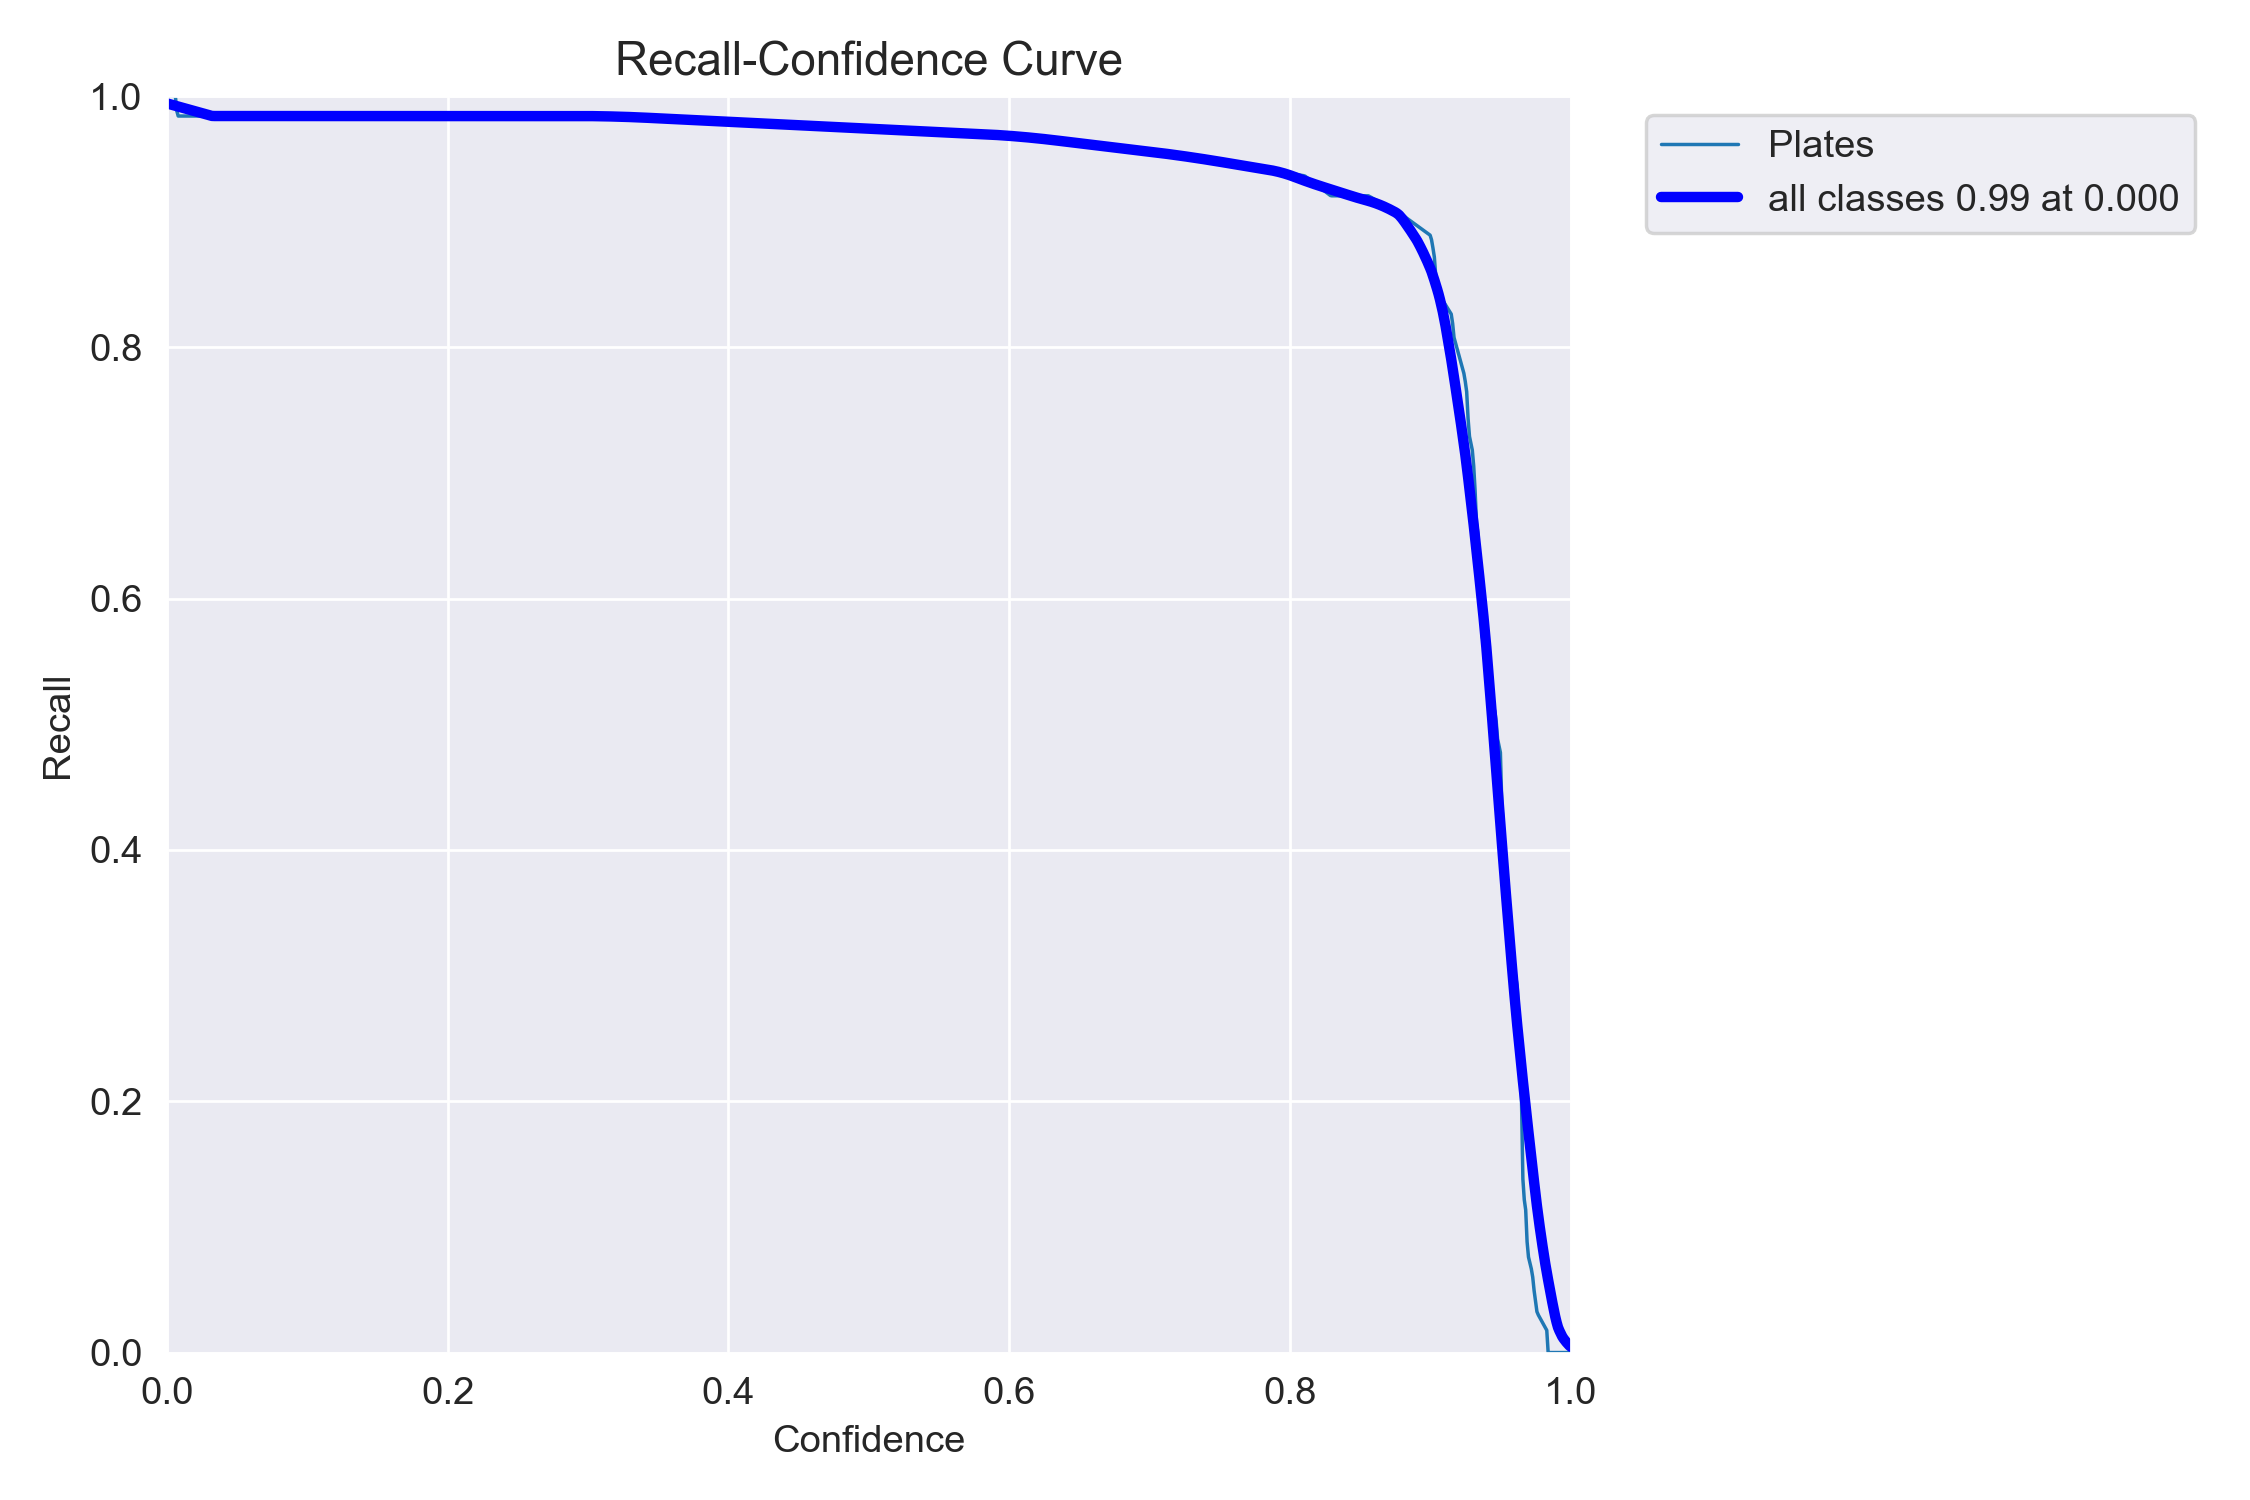 Recall-Confidence Curve
1.0
0.8
0.6
0.4
0.2
0.0
Recall
0.0 0.2 0.4 0.6 0.8 1.0
Confidence
Plates
all classes 0.99 at 0.000